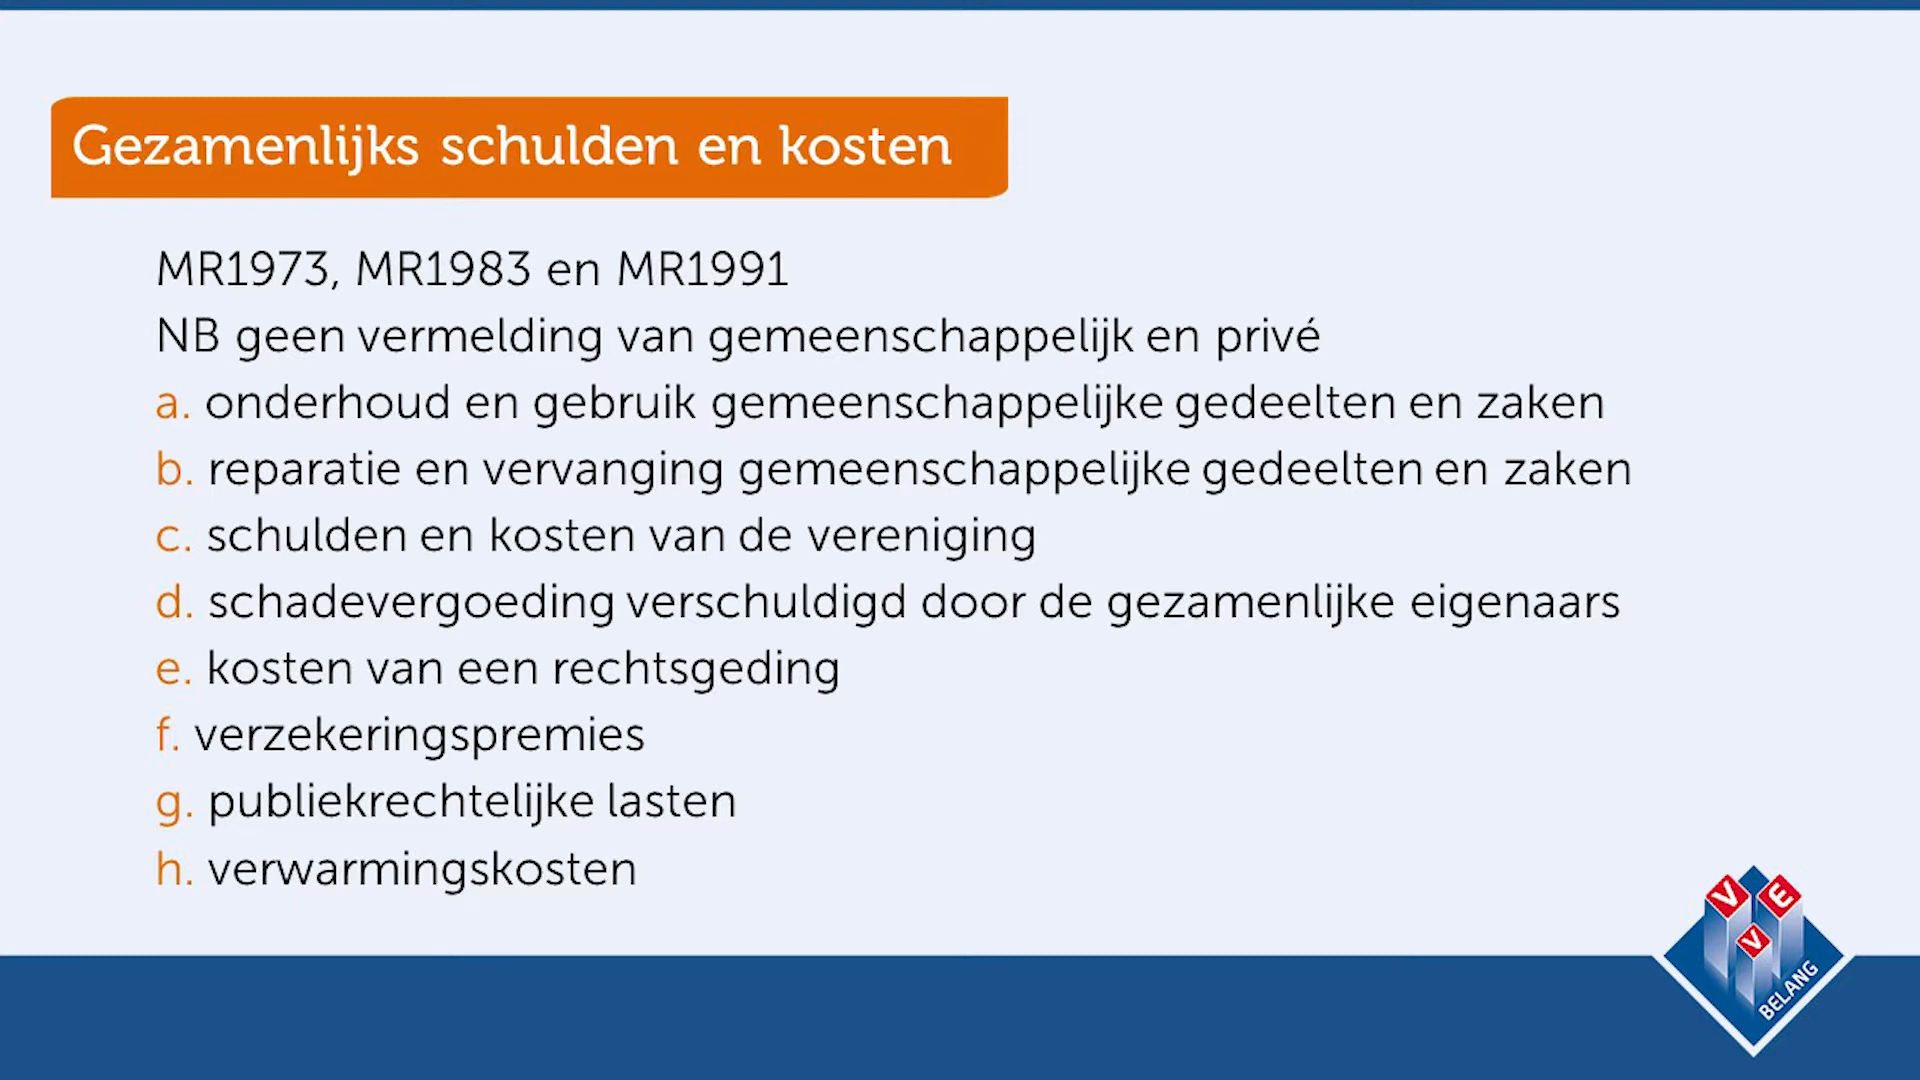 Gezamenlijks schulden en kosten
MR1973, MR1983 en MR1991
NB geen vermelding van gemeenschappelijk en privé
a. onderhoud en gebruik gemeenschappelijke gedeelten en zaken
b. reparatie en vervanging gemeenschappelijke gedeelten en zaken
c. schulden en kosten van de vereniging
d. schadevergoeding verschuldigd door de gezamenlijke eigenaars
e. kosten van een rechtsgeding
f. verzekeringspremies
g. publiekrechtelijke lasten
h. verwarmingskosten
V V E
BELANG